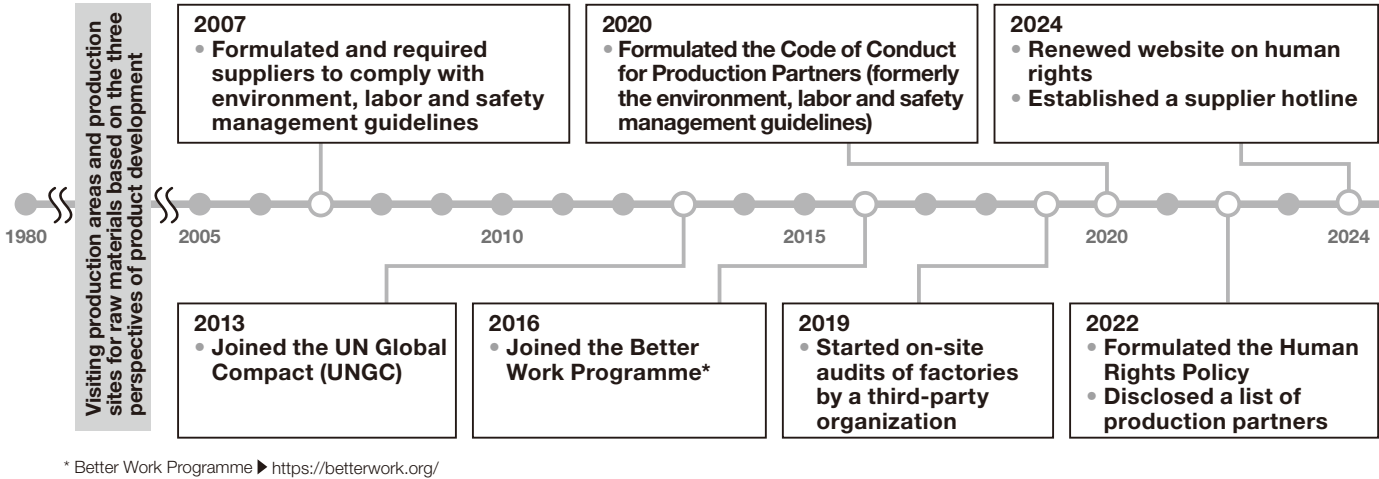 Visiting production areas and production
sites for raw materials based on the three
perspectives of product development
2007
• Formulated and required
suppliers to comply with
environment, labor and safety
management guidelines
2020
• Formulated the Code of Conduct
for Production Partners (formerly
the environment, labor and safety
management guidelines)
2024
• Renewed website on human
rights
• Established a supplier hotline
1980
2005
2010
2015
2020
2024
2013
• Joined the UN Global
Compact (UNGC)
2016
• Joined the Better
Work Programme*
2019
• Started on-site
audits of factories
by a third-party
organization
2022
• Formulated the Human
Rights Policy
• Disclosed a list of
production partners
* Better Work Programme ▶ https://betterwork.org/